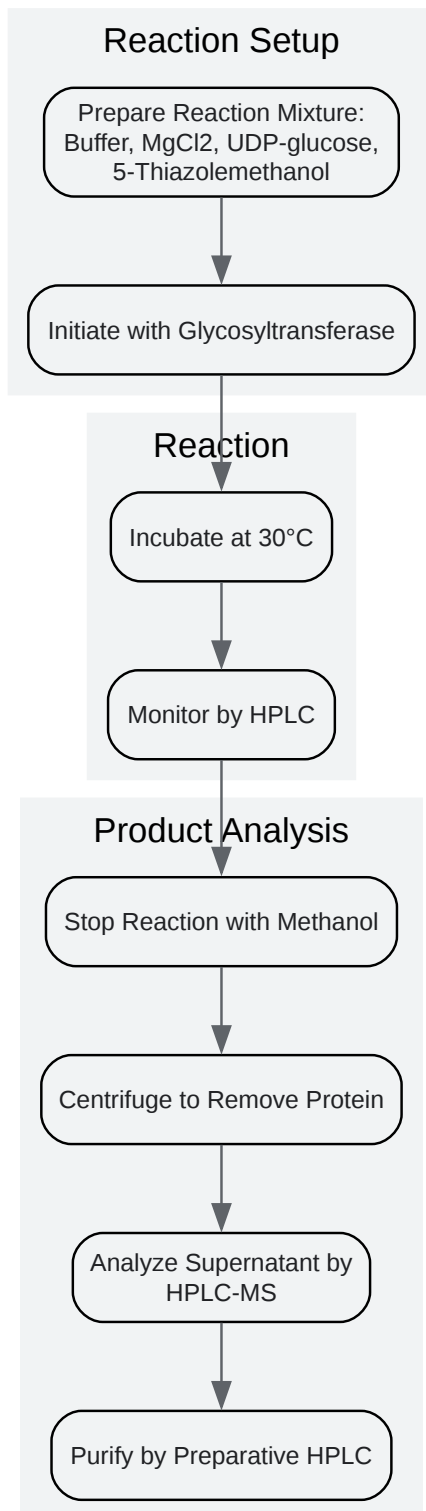 Reaction Setup
Prepare Reaction Mixture:
Buffer, MgCl2, UDP-glucose,
5-Thiazolemethanol
Initiate with Glycosyltransferase
Reaction
Incubate at 30°C
Monitor by HPLC
Product Analysis
Stop Reaction with Methanol
Centrifuge to Remove Protein
Analyze Supernatant by
HPLC-MS
Purify by Preparative HPLC